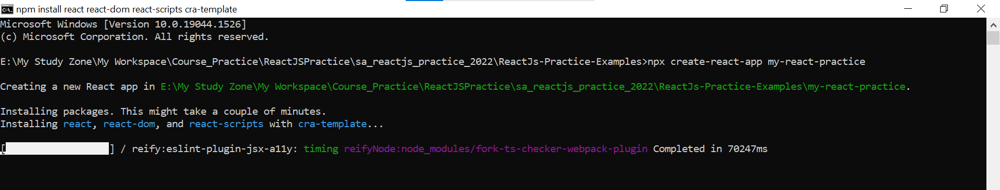 npm install react react-dom react-scripts cra-template
Microsoft Windows [Version 10.0.19044.1526]
(c) Microsoft Corporation. All rights reserved.
E:\My Study Zone\My Workspace\Course_Practice\ReactJSPractice\sa_reactjs_practice_2022\ReactJs-Practice-Examples>npx create-react-app my-react-practice
Creating a new React app in E:\My Study Zone\My Workspace\Course_Practice\ReactJSPractice\sa_reactjs_practice_2022\ReactJs-Practice-Examples\my-react-practice.
Installing packages. This might take a couple of minutes.
Installing react, react-dom, and react-scripts with cra-template...
[                  ] / reify:eslint-plugin-jsx-a11y: timing reifyNode:node_modules/fork-ts-checker-webpack-plugin Completed in 70247ms